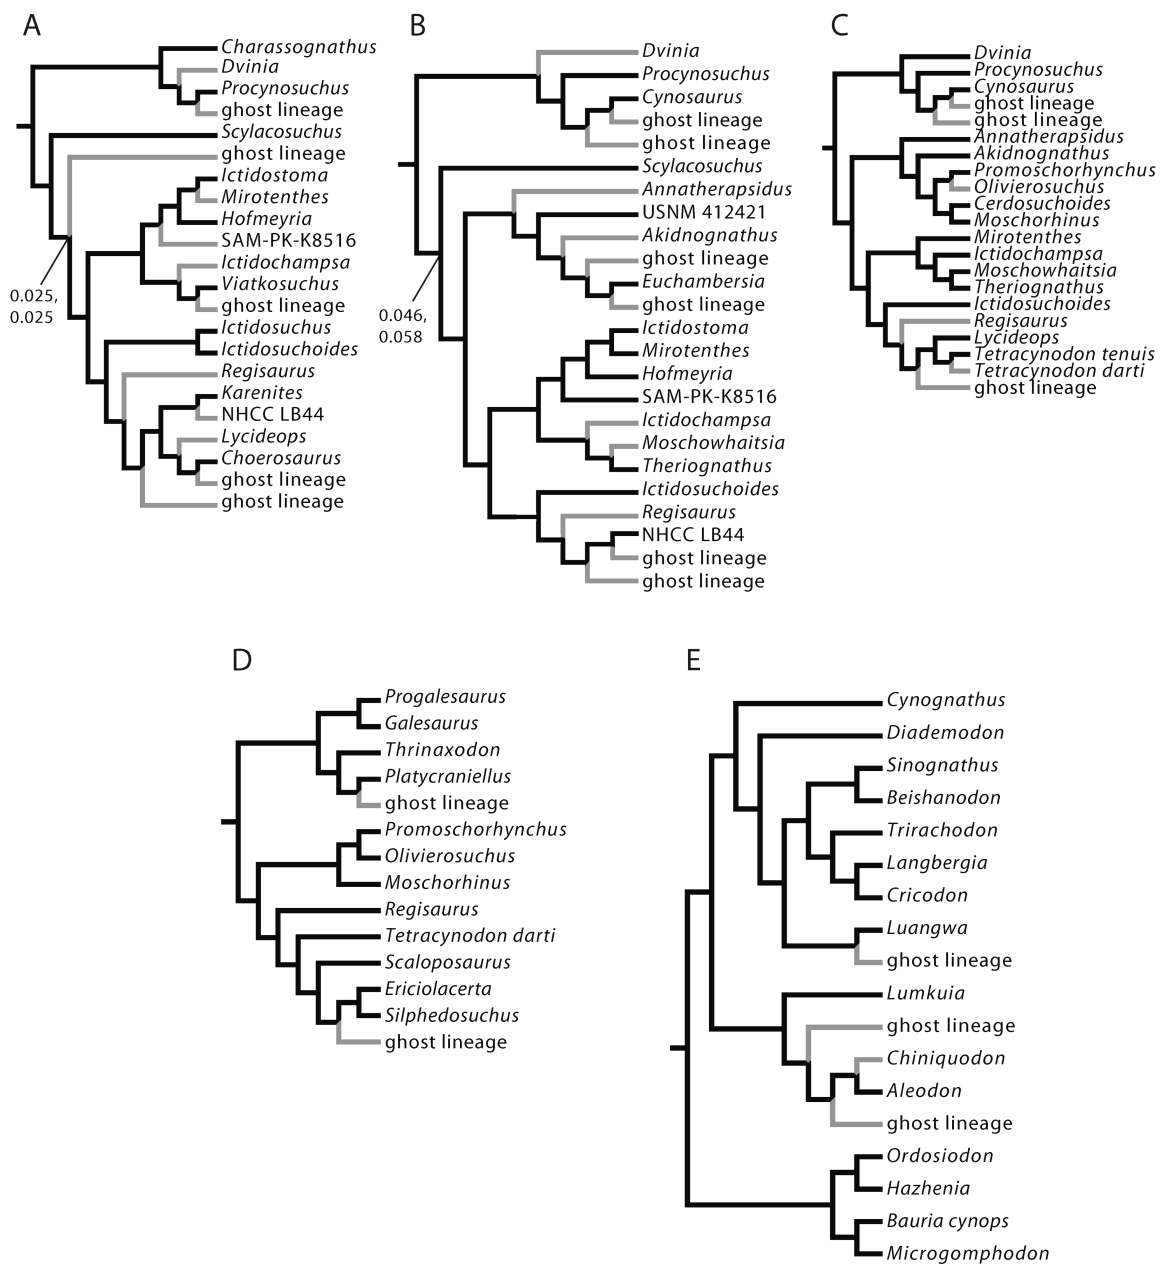 A
Charassognathus
Dvinia
Procynosuchus
ghost lineage
Scylacosuchus
ghost lineage
Ictidostoma
Mirotenthes
Hofmeyria
SAM-PK-K8516
Ictidochampsa
Viatkosuchus
ghost lineage
Ictidosuchus
Ictidosuchoides
Regisaurus
Karenites
NHCC LB44
Lycideops
Choerosaurus
ghost lineage
ghost lineage
0.025,
0.025
B
Dvinia
Procynosuchus
Cynosaurus
ghost lineage
ghost lineage
Scylacosuchus
Annatherapsidus
USNM 412421
Akidnognathus
ghost lineage
Euchambersia
ghost lineage
Ictidostoma
Mirotenthes
Hofmeyria
SAM-PK-K8516
Ictidochampsa
Moschowhaitsia
Theriognathus
Ictidosuchoides
Regisaurus
NHCC LB44
ghost lineage
ghost lineage
0.046,
0.058
C
Dvinia
Procynosuchus
Cynosaurus
ghost lineage
ghost lineage
Annatherapsidus
Akidnognathus
Promoschorhynchus
Olivierosuchus
Cerdosuchoides
Moschorhinus
Mirotenthes
Ictidochampsa
Moschowhaitsia
Theriognathus
Ictidosuchoides
Regisaurus
Lycideops
Tetracynodon tenuis
Tetracynodon darti
ghost lineage
D
Progalesaurus
Galesaurus
Thrinaxodon
Platycraniellus
ghost lineage
Promoschorhynchus
Olivierosuchus
Moschorhinus
Regisaurus
Tetracynodon darti
Scaloposaurus
Ericiolacerta
Silphedosuchus
ghost lineage
E
Cynognathus
Diademodon
Sinognathus
Beishanodon
Trirachodon
Langbergia
Cricodon
Luangwa
ghost lineage
Lumkuia
ghost lineage
Chiniquodon
Aleodon
ghost lineage
Ordosiodon
Hazhenia
Bauria cynops
Microgomphodon